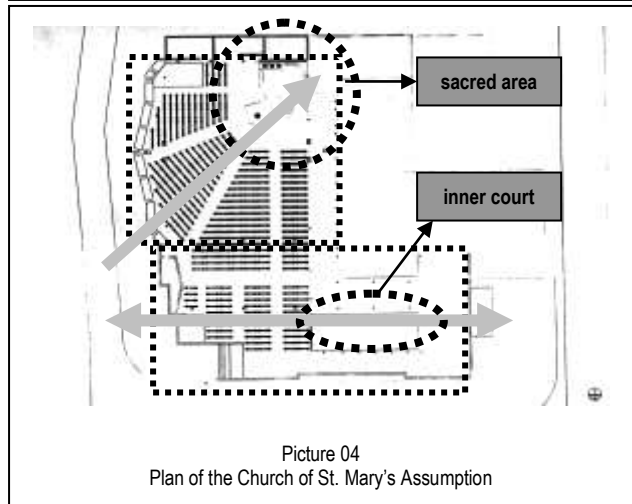 sacred area
inner court
Picture 04
Plan of the Church of St. Mary's Assumption